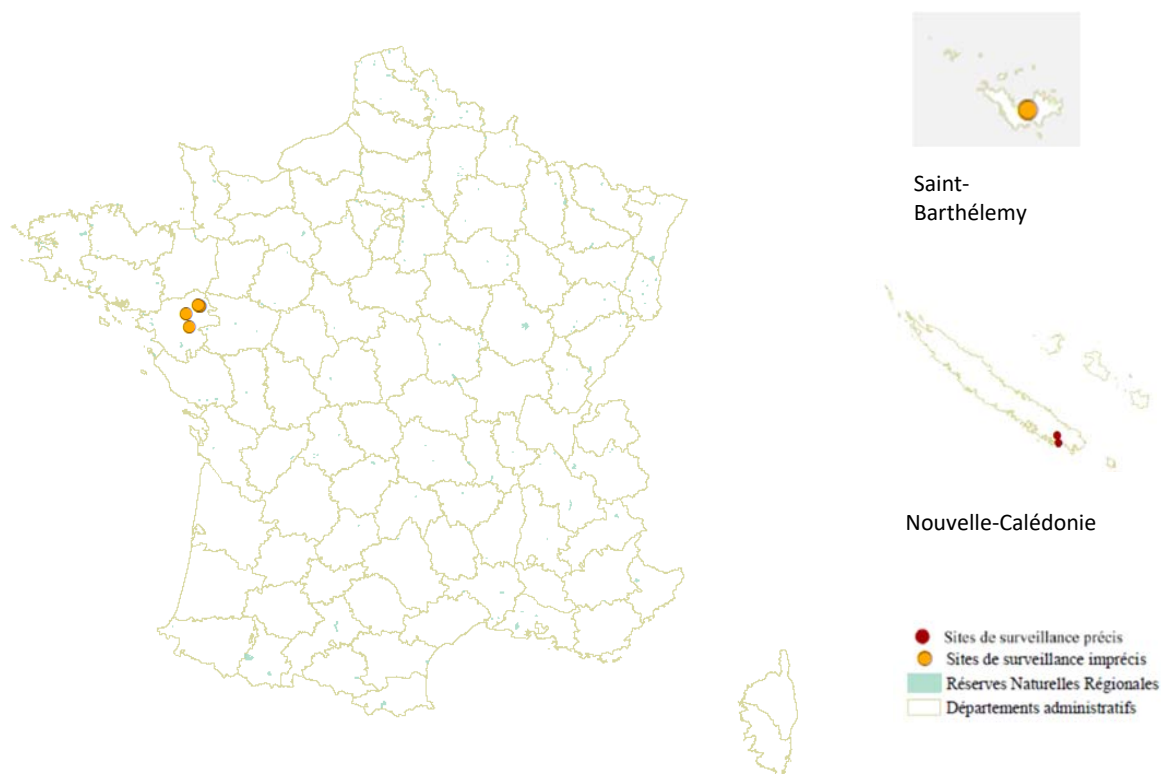 Saint-
Barthélemy
Nouvelle-Calédonie
Sites de surveillance précis
Sites de surveillance imprécis
Réserves Naturelles Régionales
Départements administratifs